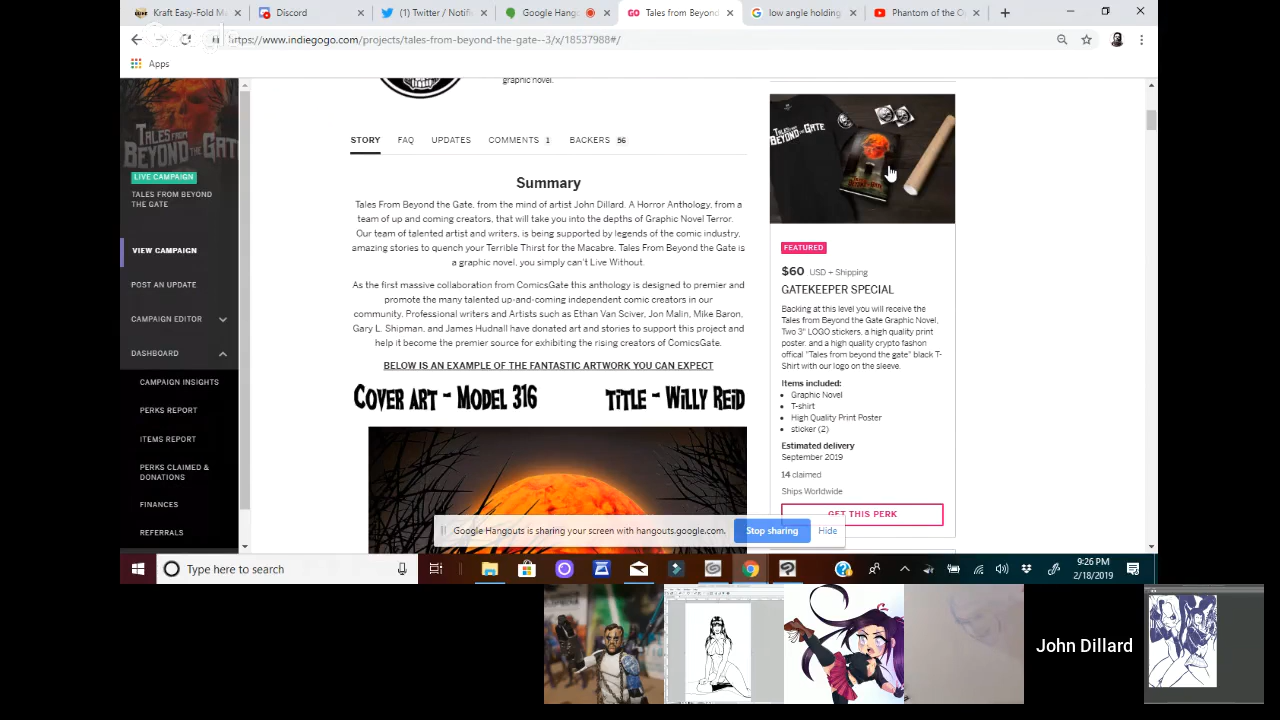 Kraft Easy-Fold M
Discord
(1) Twitter / Notifi
Google Hang
Tales from Beyond
low angle holding
Phantom of the O
https://www.indiegogo.com/projects/tales-from-beyond-the-gate--3/x/18537988#/
Apps
TALES FROM
BEYOND THE GATE
LIVE CAMPAIGN
TALES FROM BEYOND
THE GATE
VIEW CAMPAIGN
POST AN UPDATE
CAMPAIGN EDITOR
DASHBOARD
CAMPAIGN INSIGHTS
PERKS REPORT
ITEMS REPORT
PERKS CLAIMED &
DONATIONS
FINANCES
REFERRALS
graphic novel.
STORY FAQ UPDATES COMMENTS 1 BACKERS 56
Summary
Tales From Beyond the Gate, from the mind of artist John Dillard. A Horror Anthology, from a
team of up and coming creators, that will take you into the depths of Graphic Novel Terror.
Our team of talented artist and writers, is being supported by legends of the comic industry,
amazing stories to quench your Terrible Thirst for the Macabre. Tales From Beyond the Gate is
a graphic novel, you simply can't Live Without.
As the first massive collaboration from ComicsGate this anthology is designed to premier and
promote the many talented up-and-coming independent comic creators in our
community. Professional writers and Artists such as Ethan Van Sciver, Jon Malin, Mike Baron,
Gary L. Shipman, and James Hudnall have donated art and stories to support this project and
help it become the premier source for exhibiting the rising creators of ComicsGate.
BELOW IS AN EXAMPLE OF THE FANTASTIC ARTWORK YOU CAN EXPECT
COVER ART - MODEL 316 TITLE - WILLY REID
TALES FROM
BEYOND THE GATE
FEATURED
$60 USD + Shipping
GATEKEEPER SPECIAL
Backing at this level you will receive the
Tales from Beyond the Gate Graphic Novel,
Two 3" LOGO stickers, a high quality print
poster. and a high quality crypto fashon
offical "Tales from beyond the gate" black T-
Shirt with our logo on the sleeve.
Items included:
Graphic Novel
T-shirt
High Quality Print Poster
sticker (2)
Estimated delivery
September 2019
14 claimed
Ships Worldwide
GET THIS PERK
Google Hangouts is sharing your screen with hangouts.google.com.
Stop sharing
Hide
Type here to search
9:26 PM
2/18/2019
John Dillard